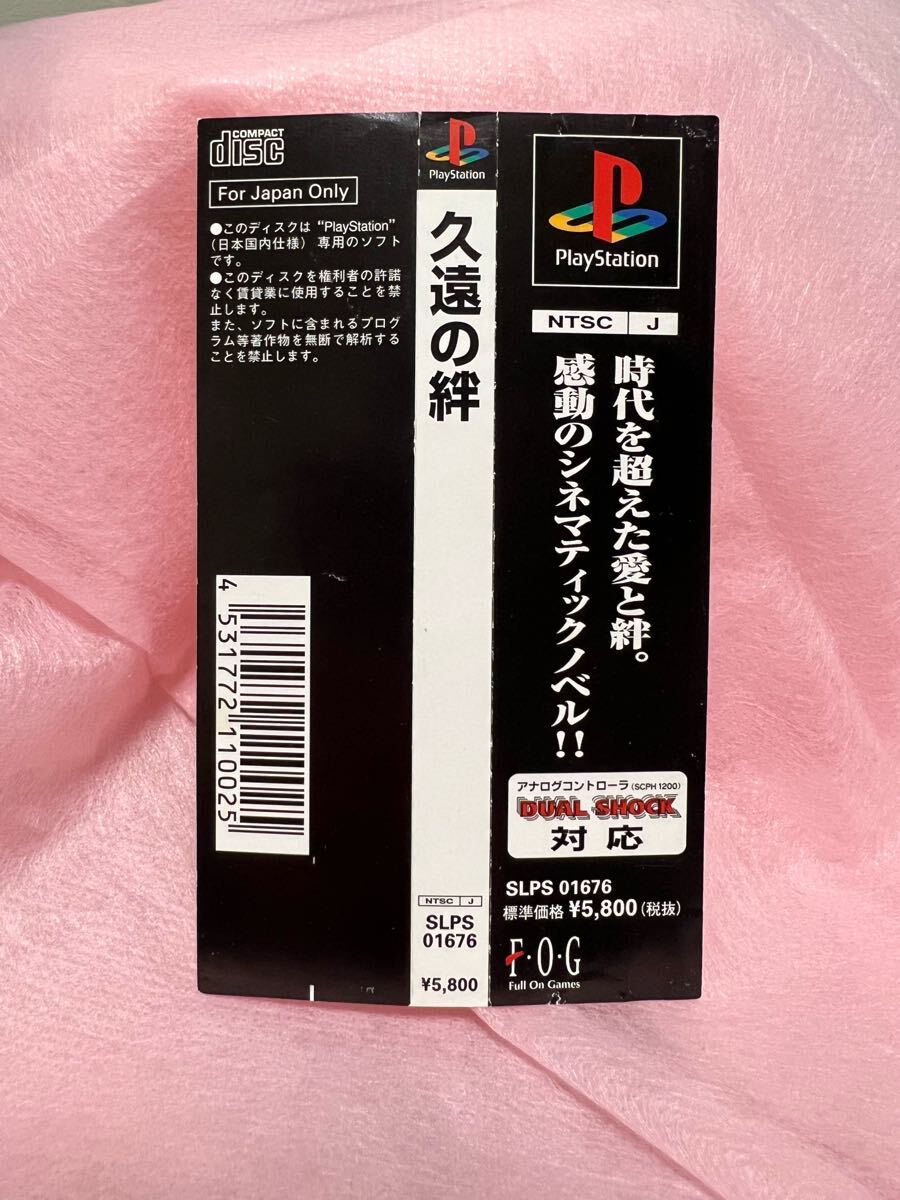 COMPACT
disc
For Japan Only
●このディスクは“PlayStation”
（日本国内仕様）専用のソフト
です。
●このディスクを権利者の許諾
なく賃貸業に使用することを禁
止します。
また、ソフトに含まれるプログ
ラム等著作物を無断で解析する
ことを禁止します。
4 531772 110025
PlayStation
久遠の絆
NTSC J
SLPS
01676
¥5,800
PlayStation
NTSC J
時代を超えた愛と絆。
感動のシネマティックノベル!!
アナログコントローラ(SCPH 1200)
DUAL SHOCK
対応
SLPS 01676
標準価格 ¥5,800(税抜)
F·O·G
Full On Games